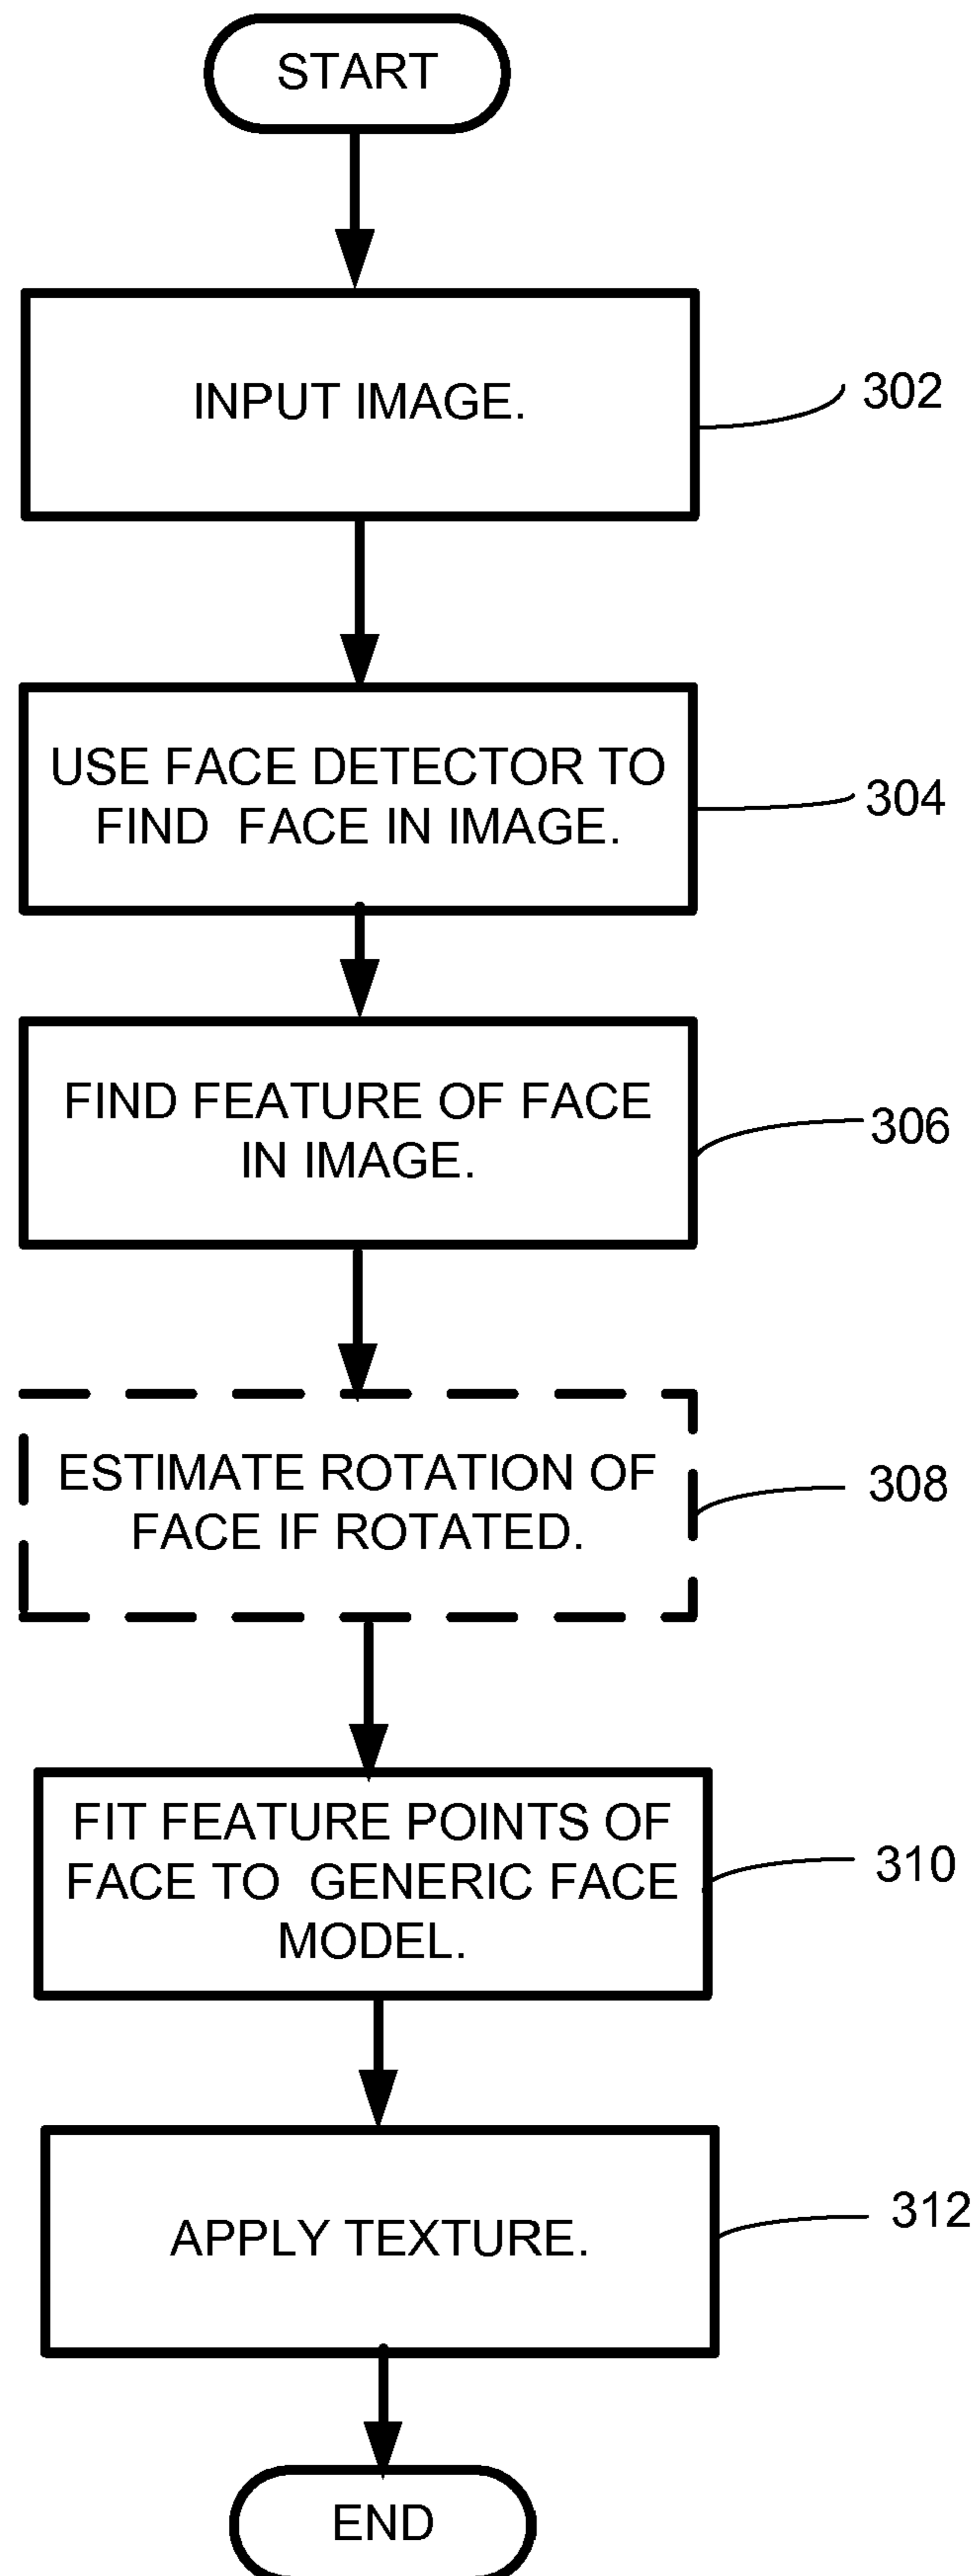 START
INPUT IMAGE.
302
USE FACE DETECTOR TO
FIND FACE IN IMAGE.
304
FIND FEATURE OF FACE
IN IMAGE.
306
ESTIMATE ROTATION OF
FACE IF ROTATED.
308
FIT FEATURE POINTS OF
FACE TO GENERIC FACE
MODEL.
310
APPLY TEXTURE.
312
END